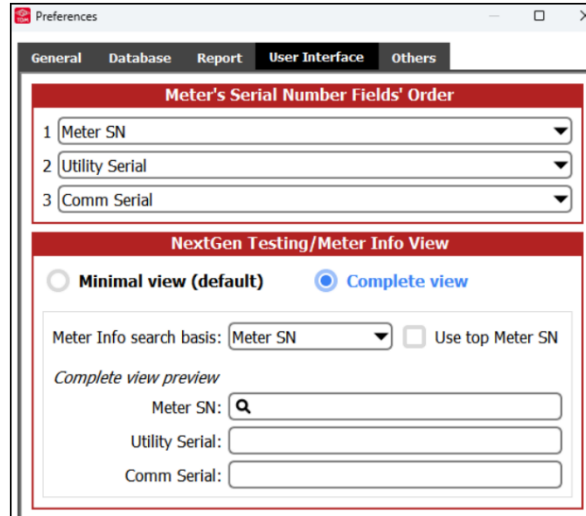 Preferences
General Database Report User Interface Others
Meter's Serial Number Fields' Order
1 Meter SN
2 Utility Serial
3 Comm Serial
NextGen Testing/Meter Info View
Minimal view (default) Complete view
Meter Info search basis: Meter SN Use top Meter SN
Complete view preview
Meter SN:
Utility Serial:
Comm Serial: